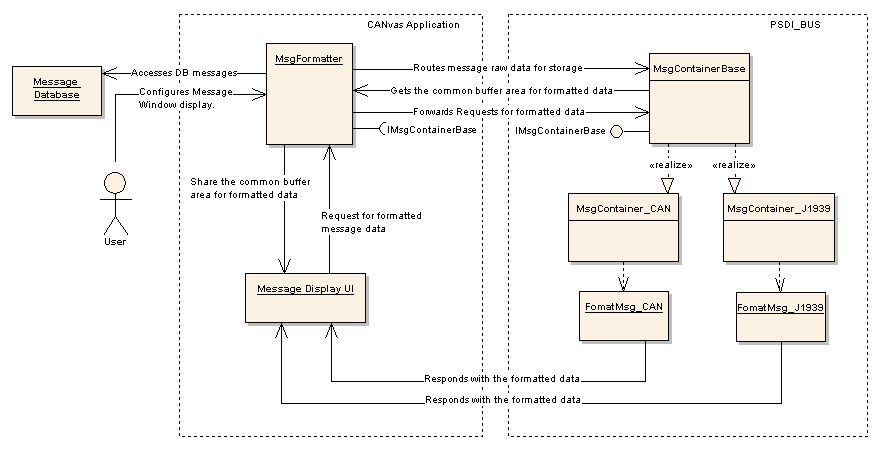 CANvas Application
PSDI_BUS
MsgFormatter
MsgContainerBase
Message
Database
Accesses DB messages
Configures Message
Window display.
Routes message raw data for storage
Gets the common buffer area for formatted data
Forwards Requests for formatted data
IMsgContainerBase
IMsgContainerBase
«realize»
«realize»
Share the common buffer
area for formatted data
Request for formatted
message data
User
MsgContainer_CAN
MsgContainer_J1939
Message Display UI
FomatMsg_CAN
FomatMsg_J1939
Responds with the formatted data
Responds with the formatted data